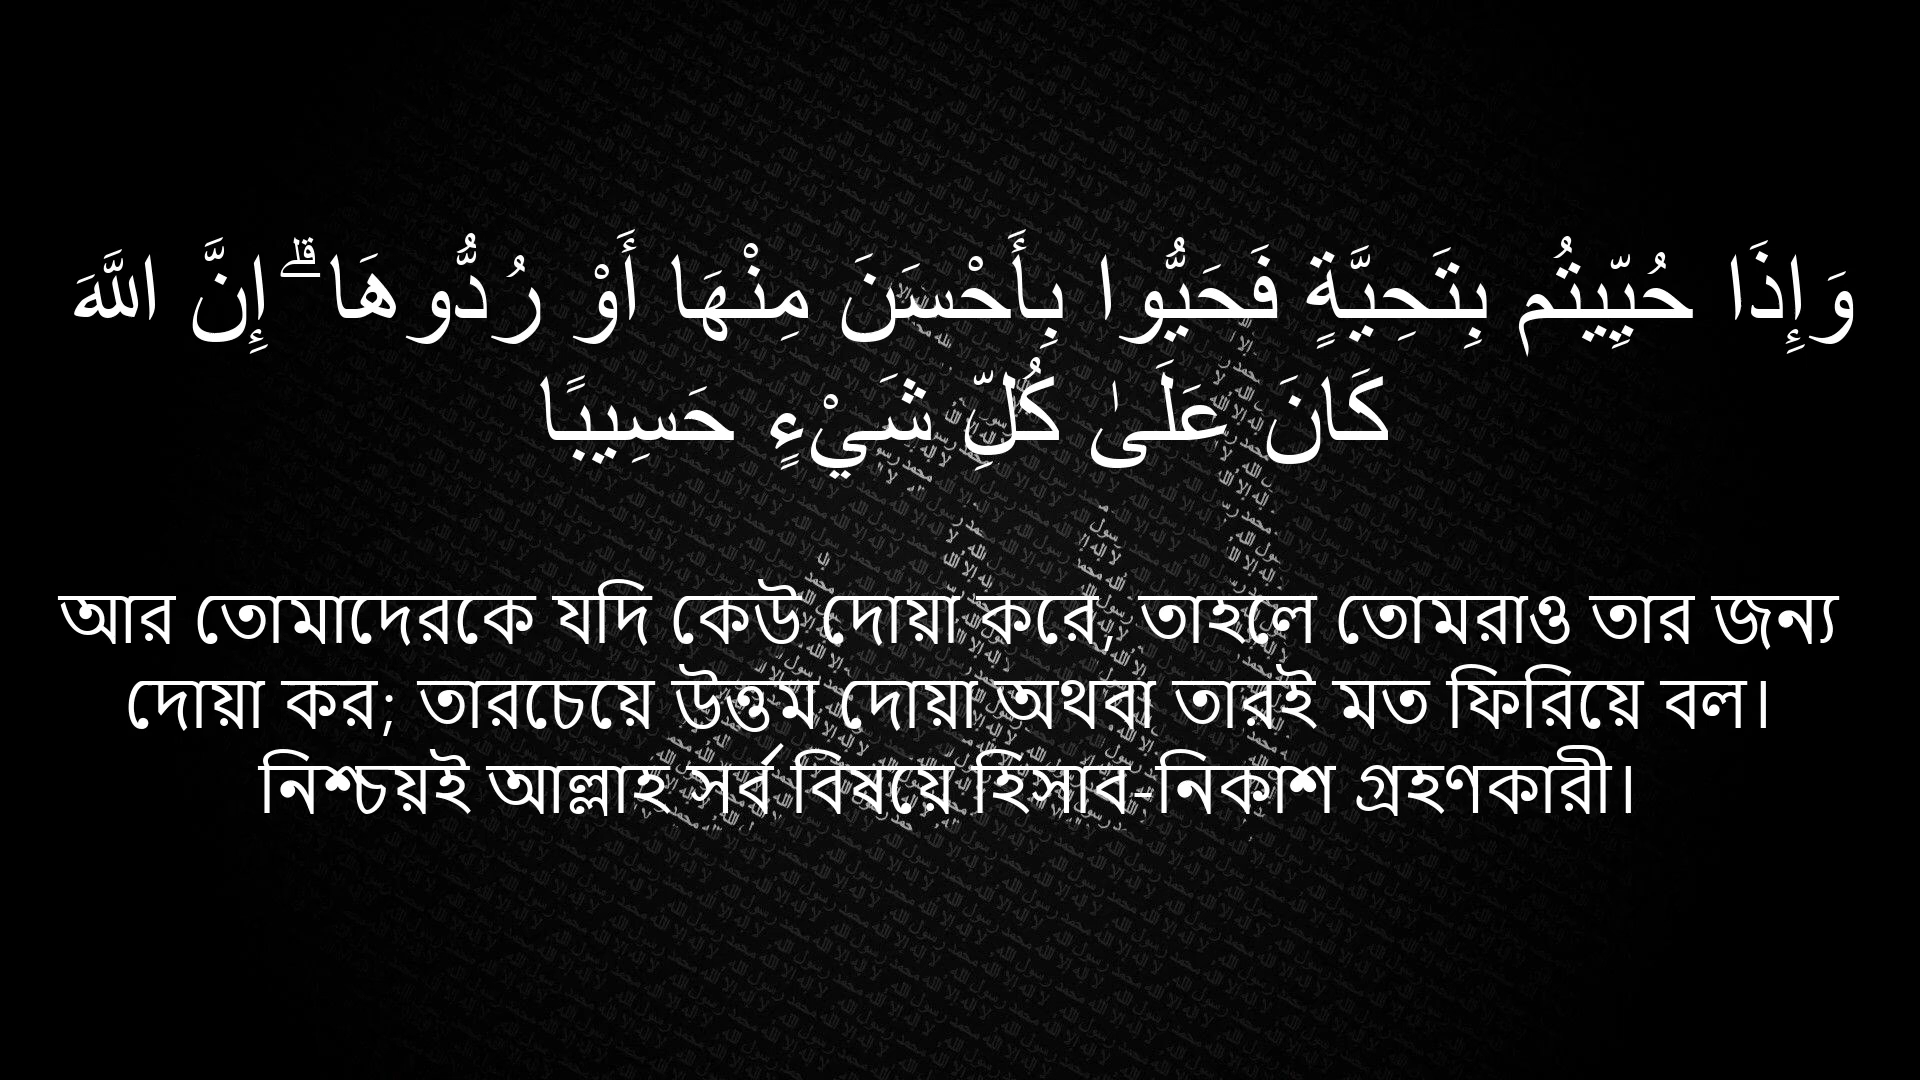 وَإِذَا حُيِّيتُم بِتَحِيَّةٍ فَحَيُّوا بِأَحْسَنَ مِنْهَا أَوْ رُدُّوهَا ۗ إِنَّ اللَّهَ
كَانَ عَلَىٰ كُلِّ شَيْءٍ حَسِيبًا
আর তোমাদেরকে যদি কেউ দোয়া করে, তাহলে তোমরাও তার জন্য
দোয়া কর; তারচেয়ে উত্তম দোয়া অথবা তারই মত ফিরিয়ে বল।
নিশ্চয়ই আল্লাহ সর্ব বিষয়ে হিসাব-নিকাশ গ্রহণকারী।